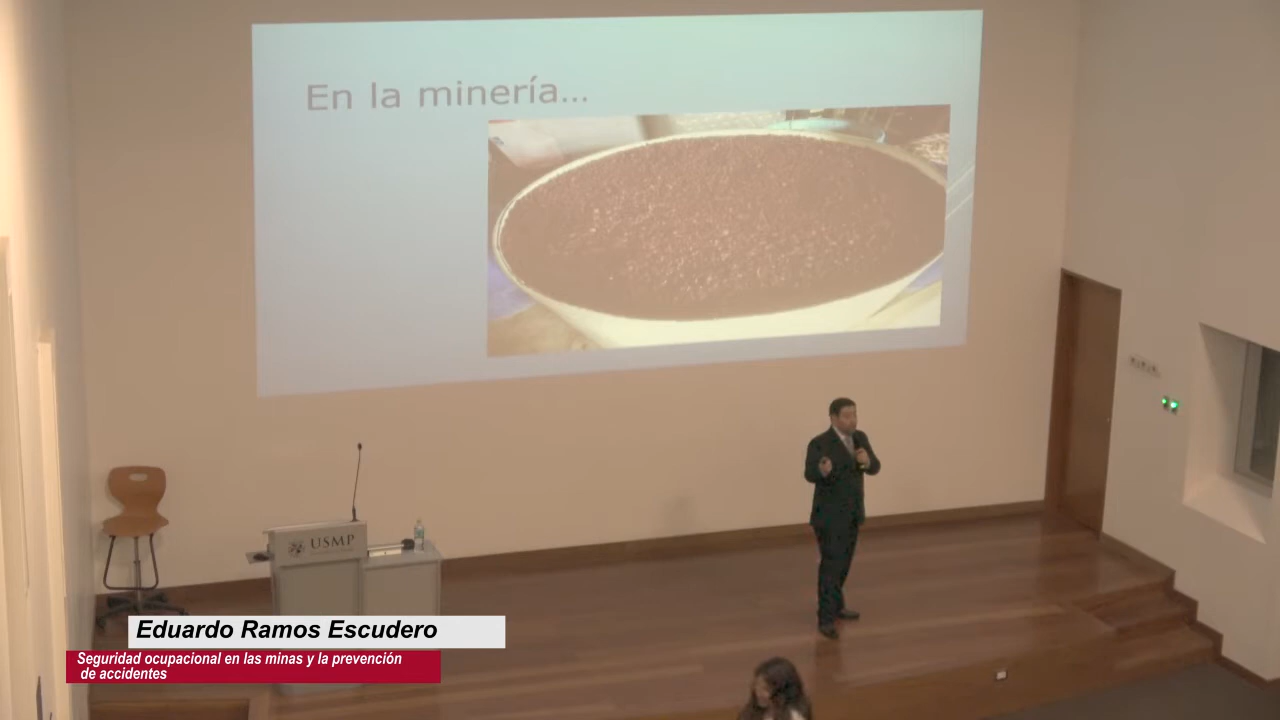 En la minería...
USMP
Eduardo Ramos Escudero
Seguridad ocupacional en las minas y la prevención
de accidentes